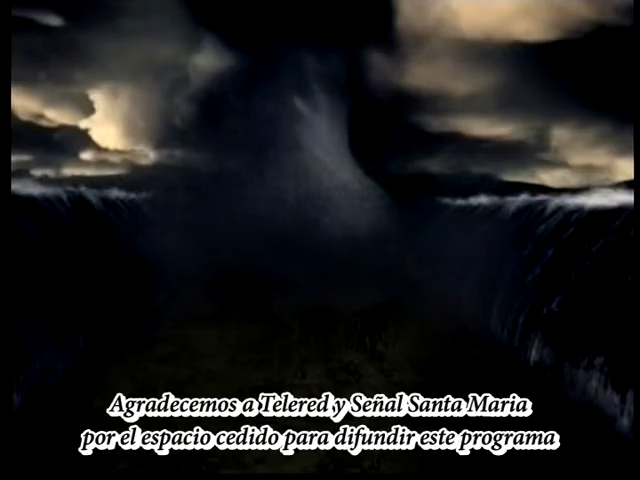 Agradecemos a Telered y Señal Santa Maria
por el espacio cedido para difundir este programa